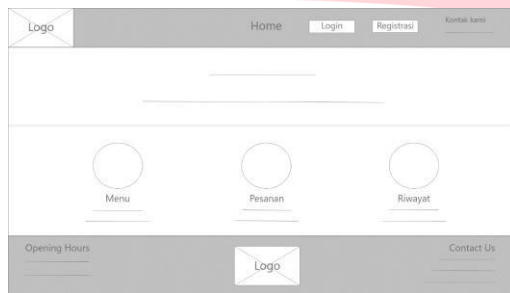 Logo
Home
Login
Registrasi
Kontak kami
Menu
Pesanan
Riwayat
Opening Hours
Logo
Contact Us